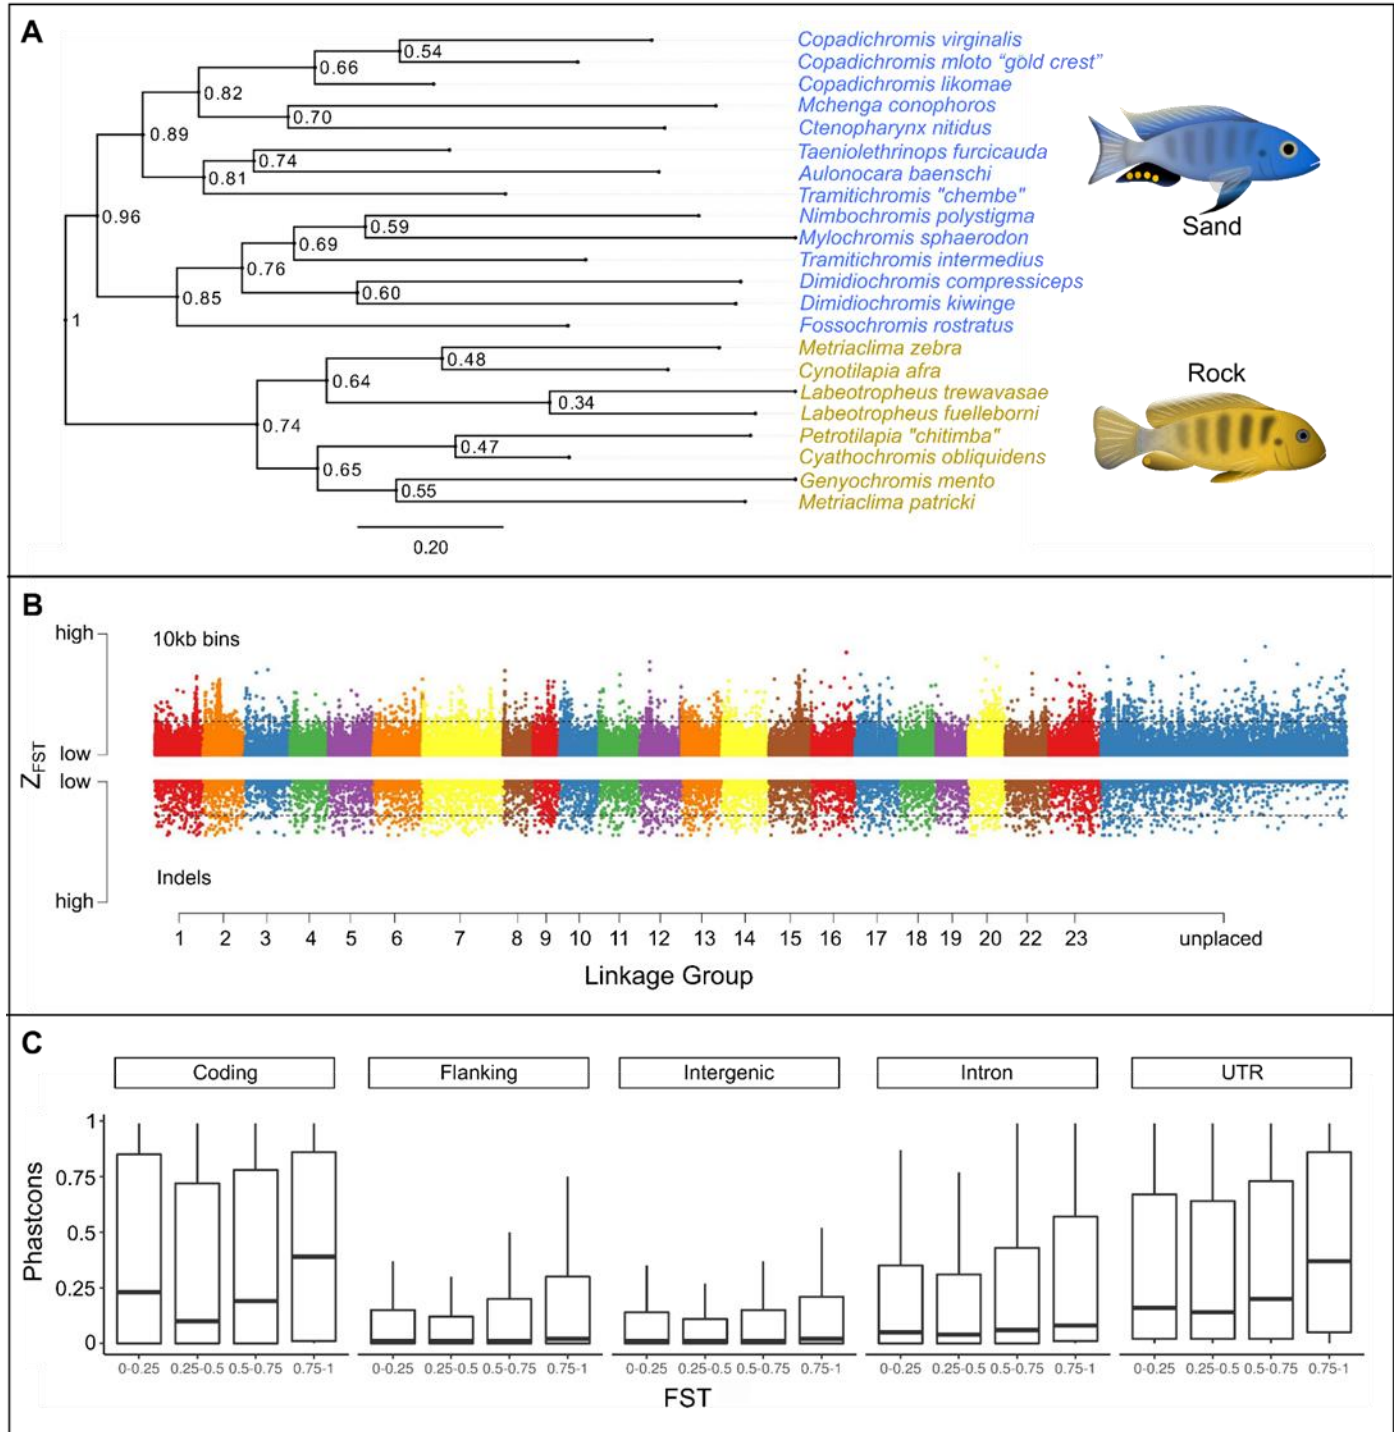 A
Copadichromis virginalis
0.54
Copadichromis mloto “gold crest”
0.66
Copadichromis likomae
0.82
Mchenga conophoros
0.70
Ctenopharynx nitidus
0.89
Taeniolethrinops furcicauda
0.74
Aulonocara baenschi
0.81
Tramitichromis "chembe"
0.96
Nimbochromis polystigma
0.59
Mylochromis sphaerodon
0.69
Tramitichromis intermedius
0.76
Dimidiochromis compressiceps
0.60
Dimidiochromis kiwinge
0.85
Fossochromis rostratus
1
Metriaclima zebra
0.48
Cynotilapia afra
0.64
Labeotropheus trewavasae
0.34
Labeotropheus fuelleborni
0.74
Petrotilapia "chitimba"
0.47
Cyathochromis obliquidens
0.65
Genyochromis mento
0.55
Metriaclima patricki
0.20
Sand
Rock
B
high
10kb bins
low
ZFST
low
Indels
high
1 2 3 4 5 6 7 8 9 10 11 12 13 14 15 16 17 18 19 20 22 23 unplaced
Linkage Group
C
Coding Flanking Intergenic Intron UTR
1
0.75
0.5
0.25
0
Phastcons
0-0.25 0.25-0.5 0.5-0.75 0.75-1 0-0.25 0.25-0.5 0.5-0.75 0.75-1 0-0.25 0.25-0.5 0.5-0.75 0.75-1 0-0.25 0.25-0.5 0.5-0.75 0.75-1 0-0.25 0.25-0.5 0.5-0.75 0.75-1
FST